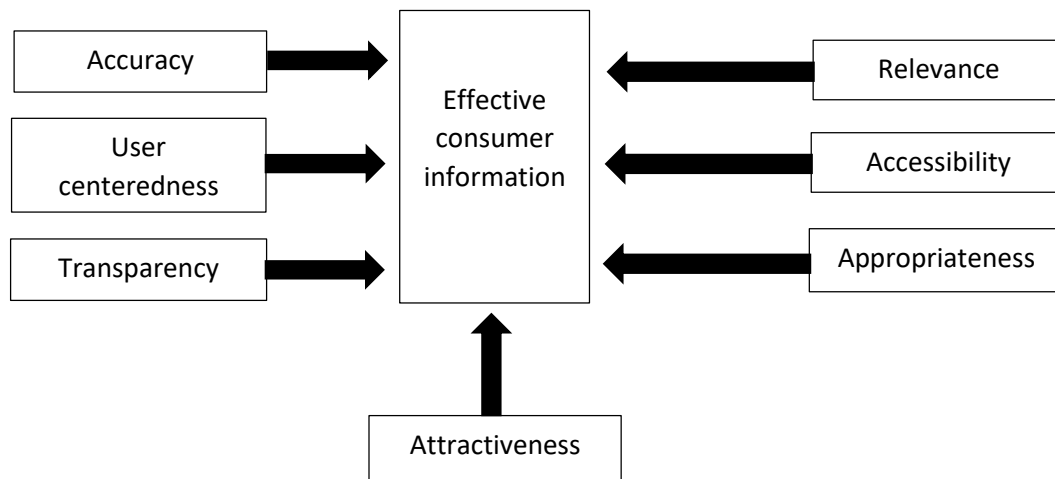 Accuracy
User
centeredness
Transparency
Effective
consumer
information
Relevance
Accessibility
Appropriateness
Attractiveness